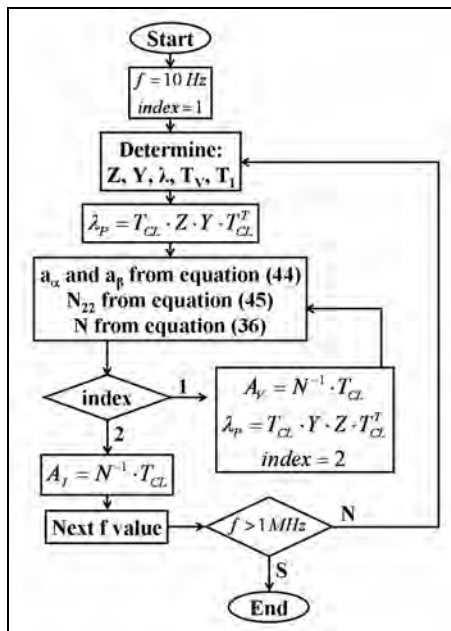 Start
f = 10 Hz
index = 1
Determine:
Z, Y, λ, T_V, T_I
λ_P = T_CL · Z · Y · T_CL^T
a_α and a_β from equation (44)
N_22 from equation (45)
N from equation (36)
index
1
2
A_V = N^-1 · T_CL
λ_P = T_CL · Y · Z · T_CL^T
index = 2
A_I = N^-1 · T_CL
Next f value
f > 1 MHz
N
S
End